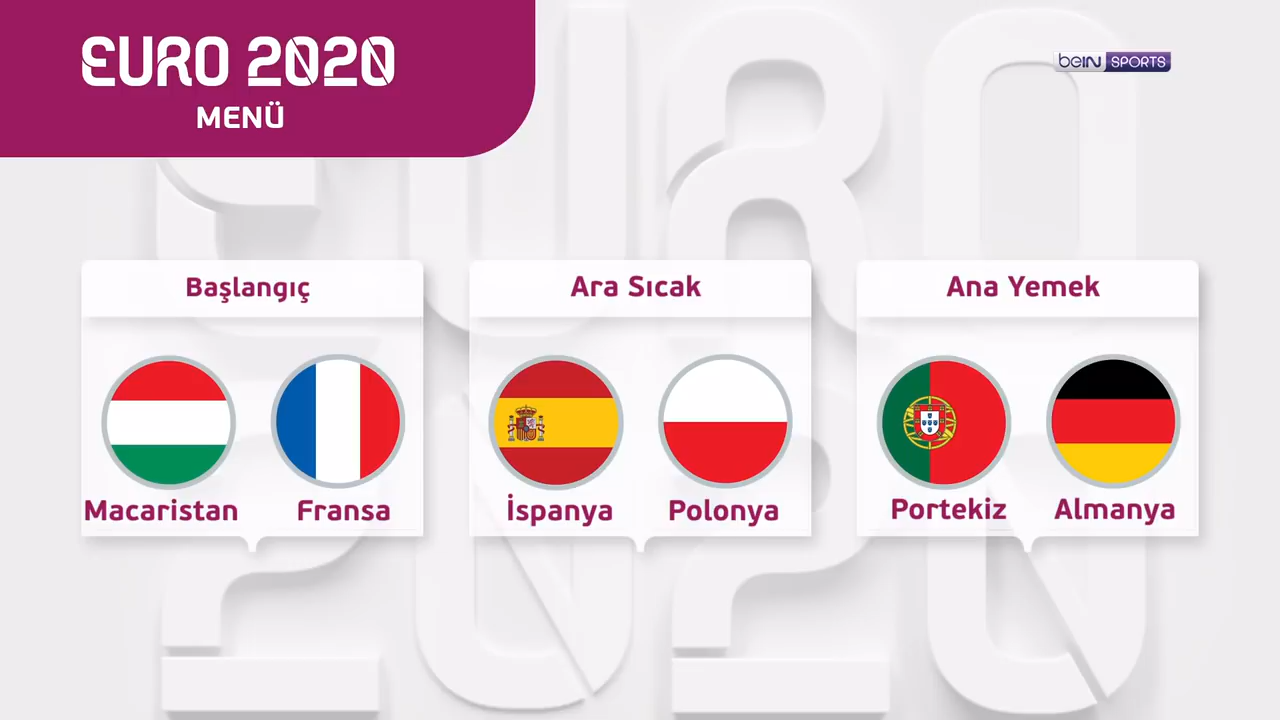 EURO 2020
MENÜ
beIN SPORTS
Başlangıç
Ara Sıcak
Ana Yemek
Macaristan
Fransa
İspanya
Polonya
Portekiz
Almanya